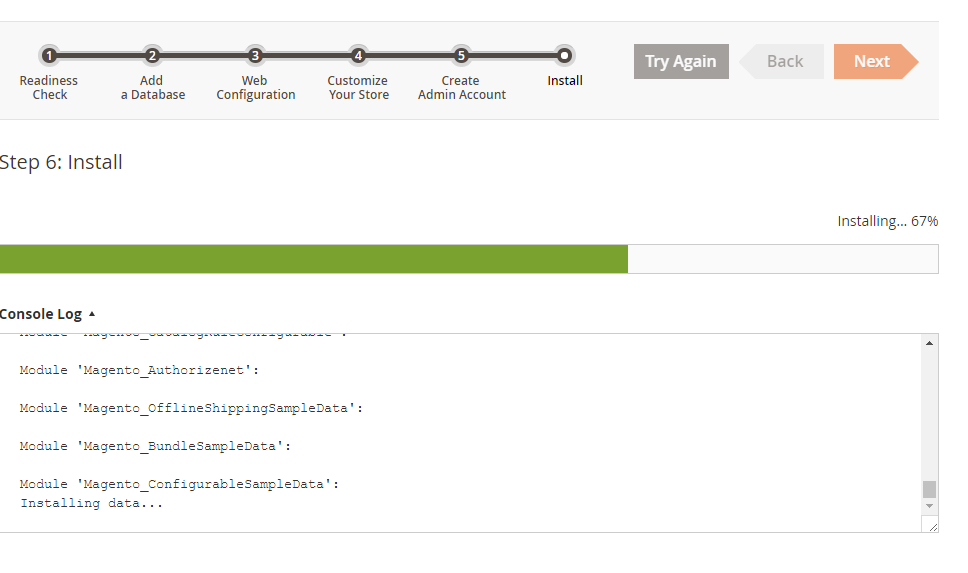 1 2 3 4 5
Readiness Check
Add a Database
Web Configuration
Customize Your Store
Create Admin Account
Install
Try Again
Back
Next
Step 6: Install
Installing... 67%
Console Log
Module 'Magento_CatalogRuleConfigurable':
Module 'Magento_Authorizenet':
Module 'Magento_OfflineShippingSampleData':
Module 'Magento_BundleSampleData':
Module 'Magento_ConfigurableSampleData':
Installing data...